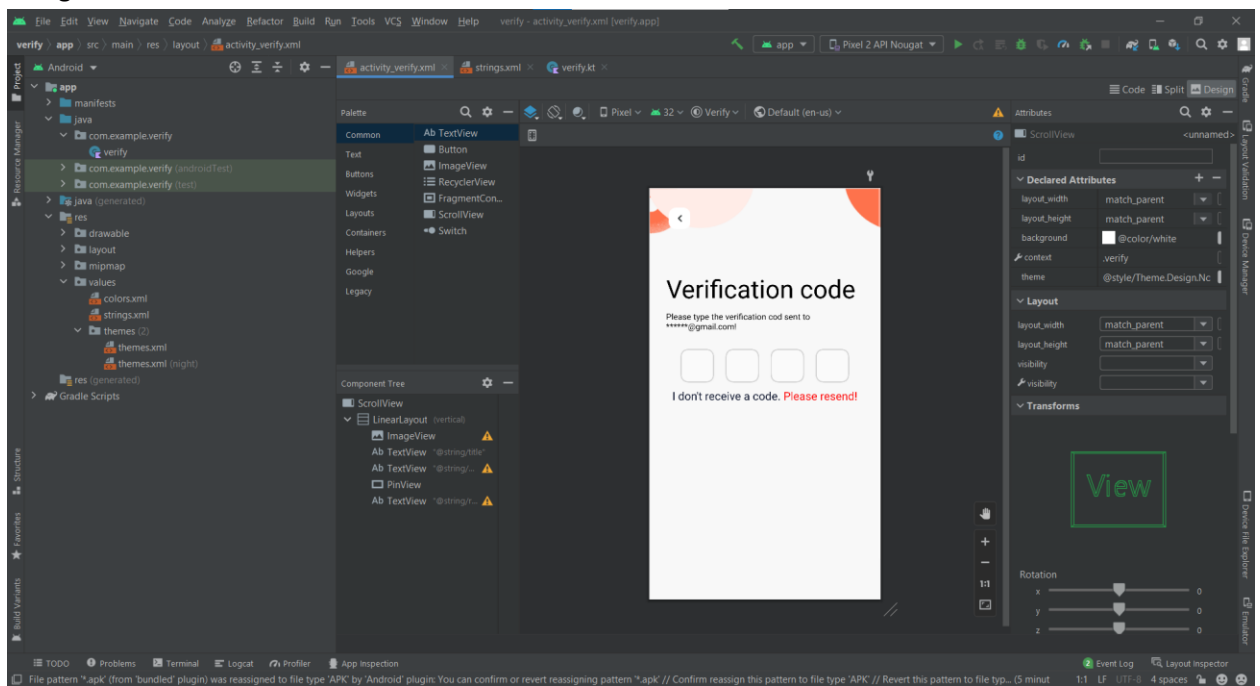 File Edit View Navigate Code Analyze Refactor Build Run Tools VCS Window Help verify - activity_verify.xml [verify.app]
verify app src main res layout activity_verify.xml app Pixel 2 API Nougat
Android activity_verify.xml strings.xml verify.kt
Code Split Design
Project
Resource Manager
Structure
Favorites
Build Variants
app
manifests
java
com.example.verify
verify
com.example.verify (androidTest)
com.example.verify (test)
java (generated)
res
drawable
layout
mipmap
values
colors.xml
strings.xml
themes (2)
themes.xml
themes.xml (night)
res (generated)
Gradle Scripts
Palette
Common
Text
Buttons
Widgets
Layouts
Containers
Helpers
Google
Legacy
Ab TextView
Button
ImageView
RecyclerView
FragmentCon...
ScrollView
Switch
Component Tree
ScrollView
LinearLayout (vertical)
ImageView
Ab TextView "@string/title"
Ab TextView "@string/...
PinView
Ab TextView "@string/r...
Pixel 32 Verify Default (en-us)
Verification code
Please type the verification cod sent to
******@gmail.com!
I don't receive a code. Please resend!
1:1
Attributes
ScrollView <unnamed>
id
Declared Attributes
layout_width match_parent
layout_height match_parent
background @color/white
context .verify
theme @style/Theme.Design.Nc
Layout
layout_width match_parent
layout_height match_parent
visibility
visibility
Transforms
View
Rotation
x 0
y 0
z 0
Gradle
Layout Validation
Device Manager
Device File Explorer
Emulator
TODO Problems Terminal Logcat Profiler App Inspection 2 Event Log Layout Inspector
File pattern '*.apk' (from 'bundled' plugin) was reassigned to file type 'APK' by 'Android' plugin: You can confirm or revert reassigning pattern '*.apk' // Confirm reassign this pattern to file type 'APK' // Revert this pattern to file typ... (5 minut 1:1 LF UTF-8 4 spaces